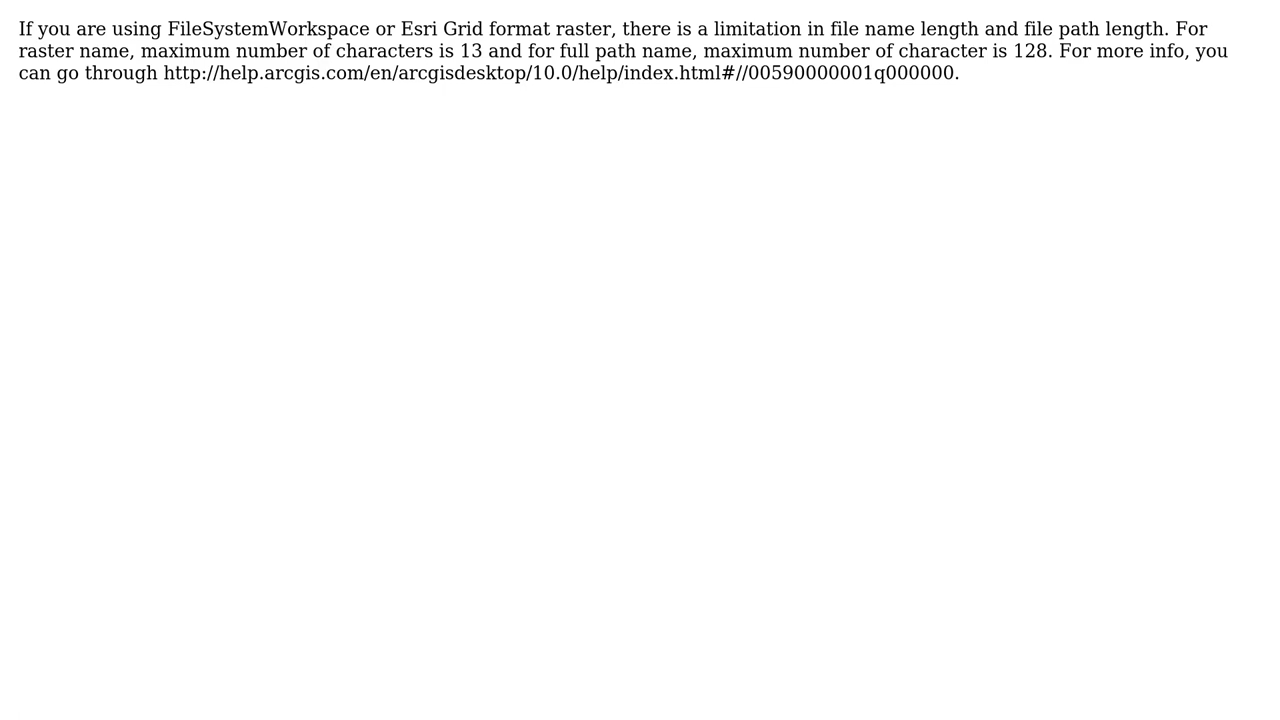 If you are using FileSystemWorkspace or Esri Grid format raster, there is a limitation in file name length and file path length. For
raster name, maximum number of characters is 13 and for full path name, maximum number of character is 128. For more info, you
can go through http://help.arcgis.com/en/arcgisdesktop/10.0/help/index.html#//00590000001q000000.